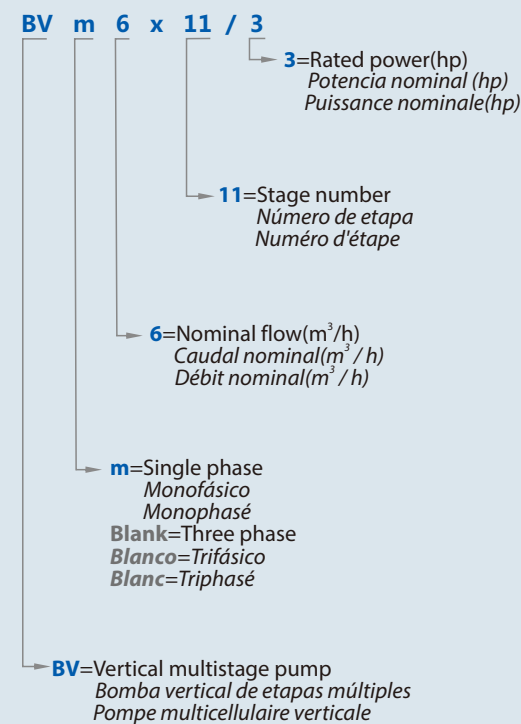 BV m 6 x 11 / 3
3=Rated power(hp)
Potencia nominal (hp)
Puissance nominale(hp)
11=Stage number
Número de etapa
Numéro d'étape
6=Nominal flow(m³/h)
Caudal nominal(m³/ h)
Débit nominal(m³/ h)
m=Single phase
Monofásico
Monophasé
Blank=Three phase
Blanco=Trifásico
Blanc=Triphasé
BV=Vertical multistage pump
Bomba vertical de etapas múltiples
Pompe multicellulaire verticale